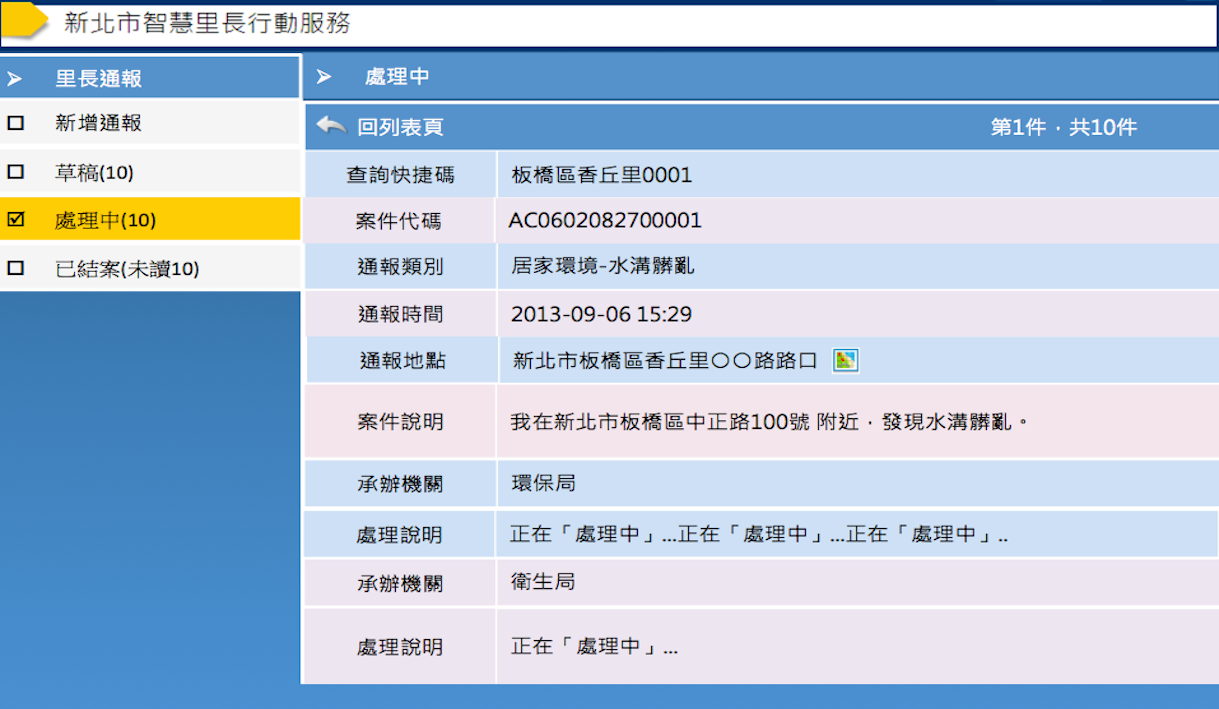 新北市智慧里長行動服務
里長通報
新增通報
草稿(10)
處理中(10)
已結案(未讀10)
處理中
回列表頁 第1件，共10件
查詢快捷碼 板橋區香丘里0001
案件代碼 AC0602082700001
通報類別 居家環境-水溝髒亂
通報時間 2013-09-06 15:29
通報地點 新北市板橋區香丘里〇〇路路口
案件說明 我在新北市板橋區中正路100號 附近，發現水溝髒亂。
承辦機關 環保局
處理說明 正在「處理中」...正在「處理中」...正在「處理中」..
承辦機關 衛生局
處理說明 正在「處理中」...